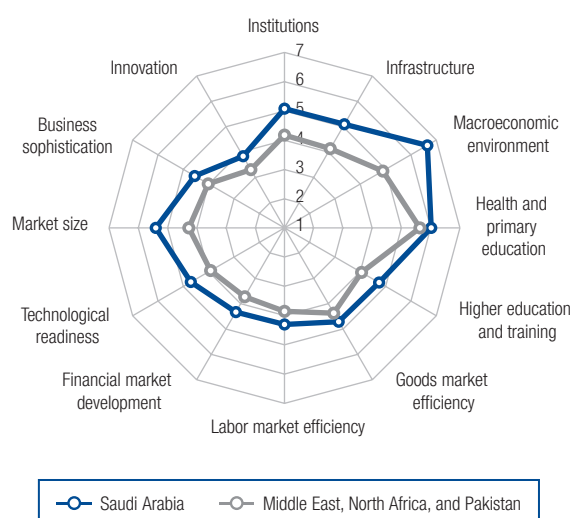 Institutions
7
6
5
4
3
2
1
Infrastructure
Macroeconomic
environment
Health and
primary
education
Higher education
and training
Goods market
efficiency
Labor market efficiency
Financial market
development
Technological
readiness
Market size
Business
sophistication
Innovation
Saudi Arabia
Middle East, North Africa, and Pakistan